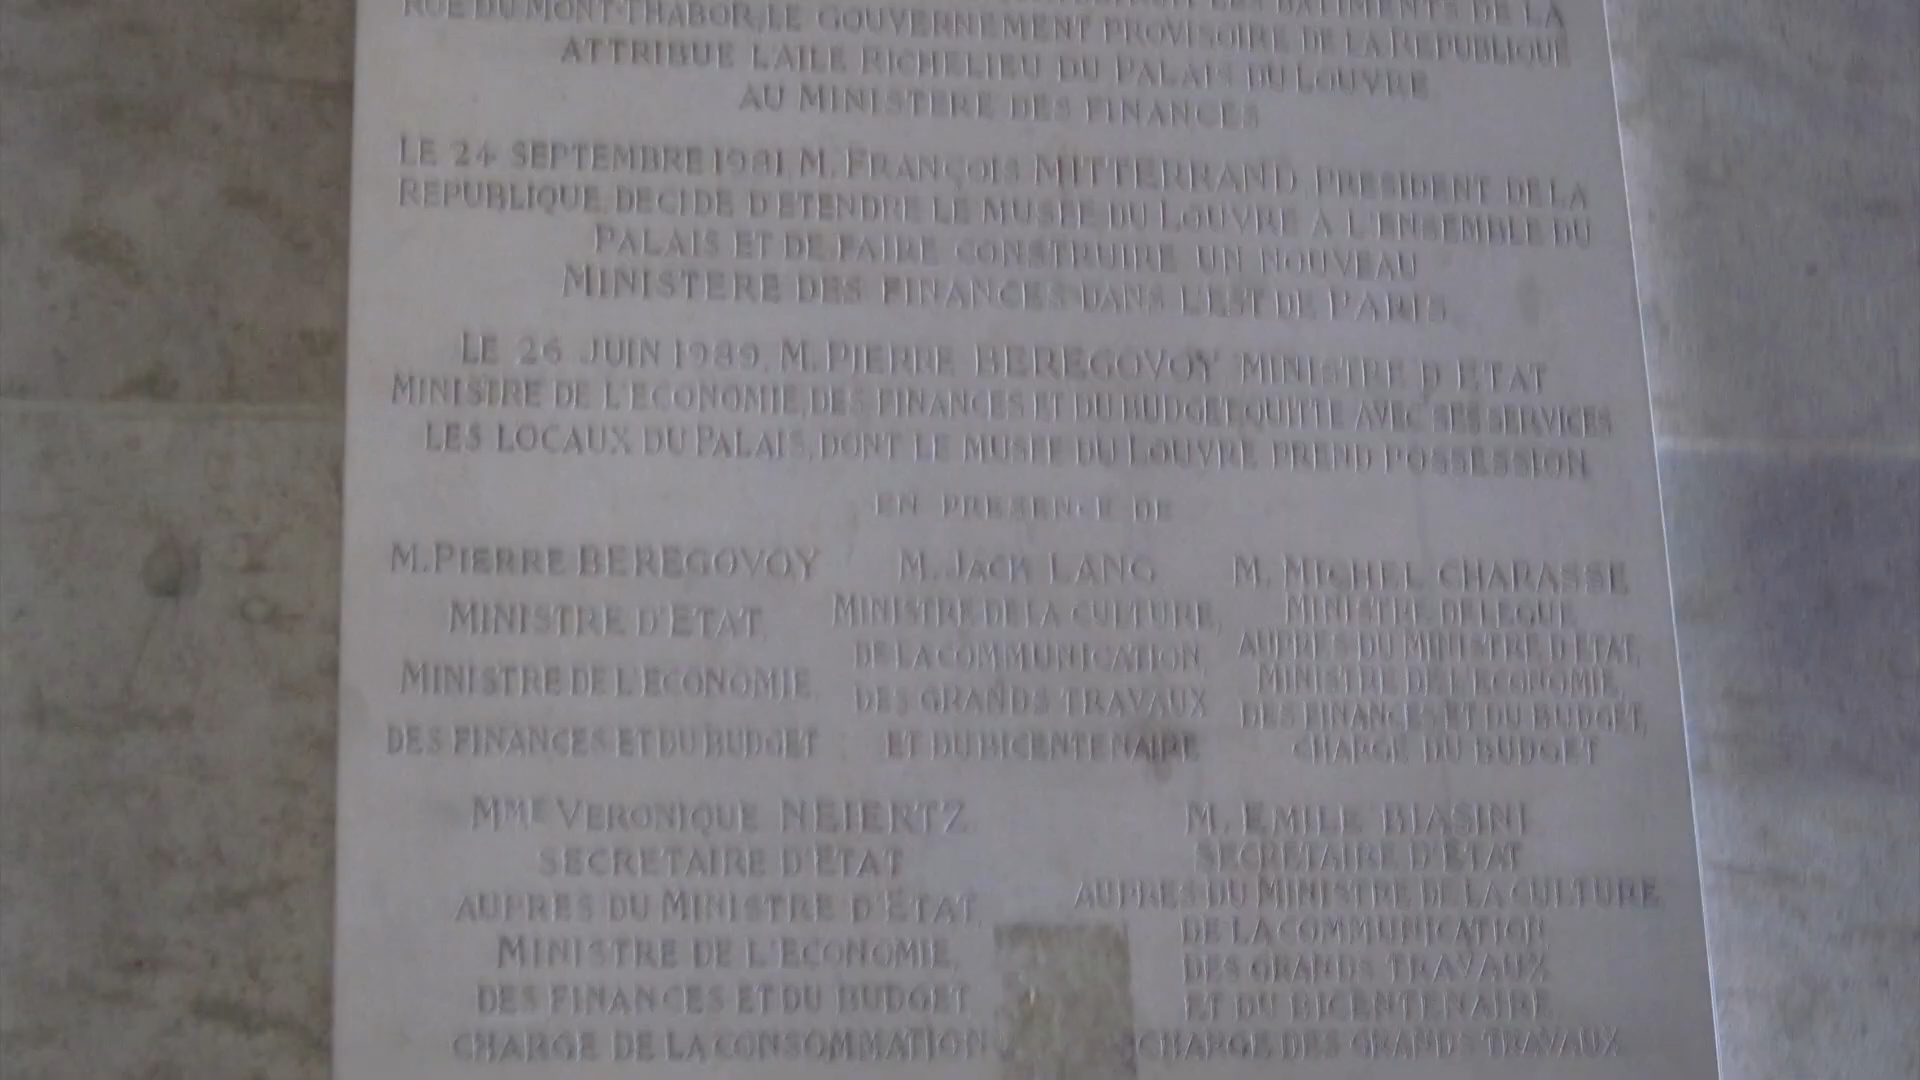 LES BATIMENTS DE LA
RUE DU MONT-THABOR, LE GOUVERNEMENT PROVISOIRE DE LA REPUBLIQUE
ATTRIBUE L'AILE RICHELIEU DU PALAIS DU LOUVRE
AU MINISTERE DES FINANCES
LE 24 SEPTEMBRE 1981, M. FRANÇOIS MITTERRAND, PRESIDENT DE LA
REPUBLIQUE, DECIDE D'ETENDRE LE MUSEE DU LOUVRE A L'ENSEMBLE DU
PALAIS ET DE FAIRE CONSTRUIRE UN NOUVEAU
MINISTERE DES FINANCES DANS L'EST DE PARIS.
LE 26 JUIN 1989, M. PIERRE BEREGOVOY MINISTRE D'ETAT
MINISTRE DE L'ECONOMIE, DES FINANCES ET DU BUDGET, QUITTE AVEC SES SERVICES
LES LOCAUX DU PALAIS, DONT LE MUSEE DU LOUVRE PREND POSSESSION
EN PRESENCE DE
M. PIERRE BEREGOVOY
MINISTRE D'ETAT,
MINISTRE DE L'ECONOMIE,
DES FINANCES ET DU BUDGET
M. JACK LANG
MINISTRE DE LA CULTURE,
DE LA COMMUNICATION,
DES GRANDS TRAVAUX
ET DU BICENTENAIRE
M. MICHEL CHARASSE
MINISTRE DELEGUE
AUPRES DU MINISTRE D'ETAT,
MINISTRE DE L'ECONOMIE,
DES FINANCES ET DU BUDGET,
CHARGE DU BUDGET
MME VERONIQUE NEIERTZ
SECRETAIRE D'ETAT
AUPRES DU MINISTRE D'ETAT,
MINISTRE DE L'ECONOMIE,
DES FINANCES ET DU BUDGET
CHARGE DE LA CONSOMMATION
M. EMILE BIASINI
SECRETAIRE D'ETAT
AUPRES DU MINISTRE DE LA CULTURE
DE LA COMMUNICATION
DES GRANDS TRAVAUX
ET DU BICENTENAIRE
CHARGE DES GRANDS TRAVAUX